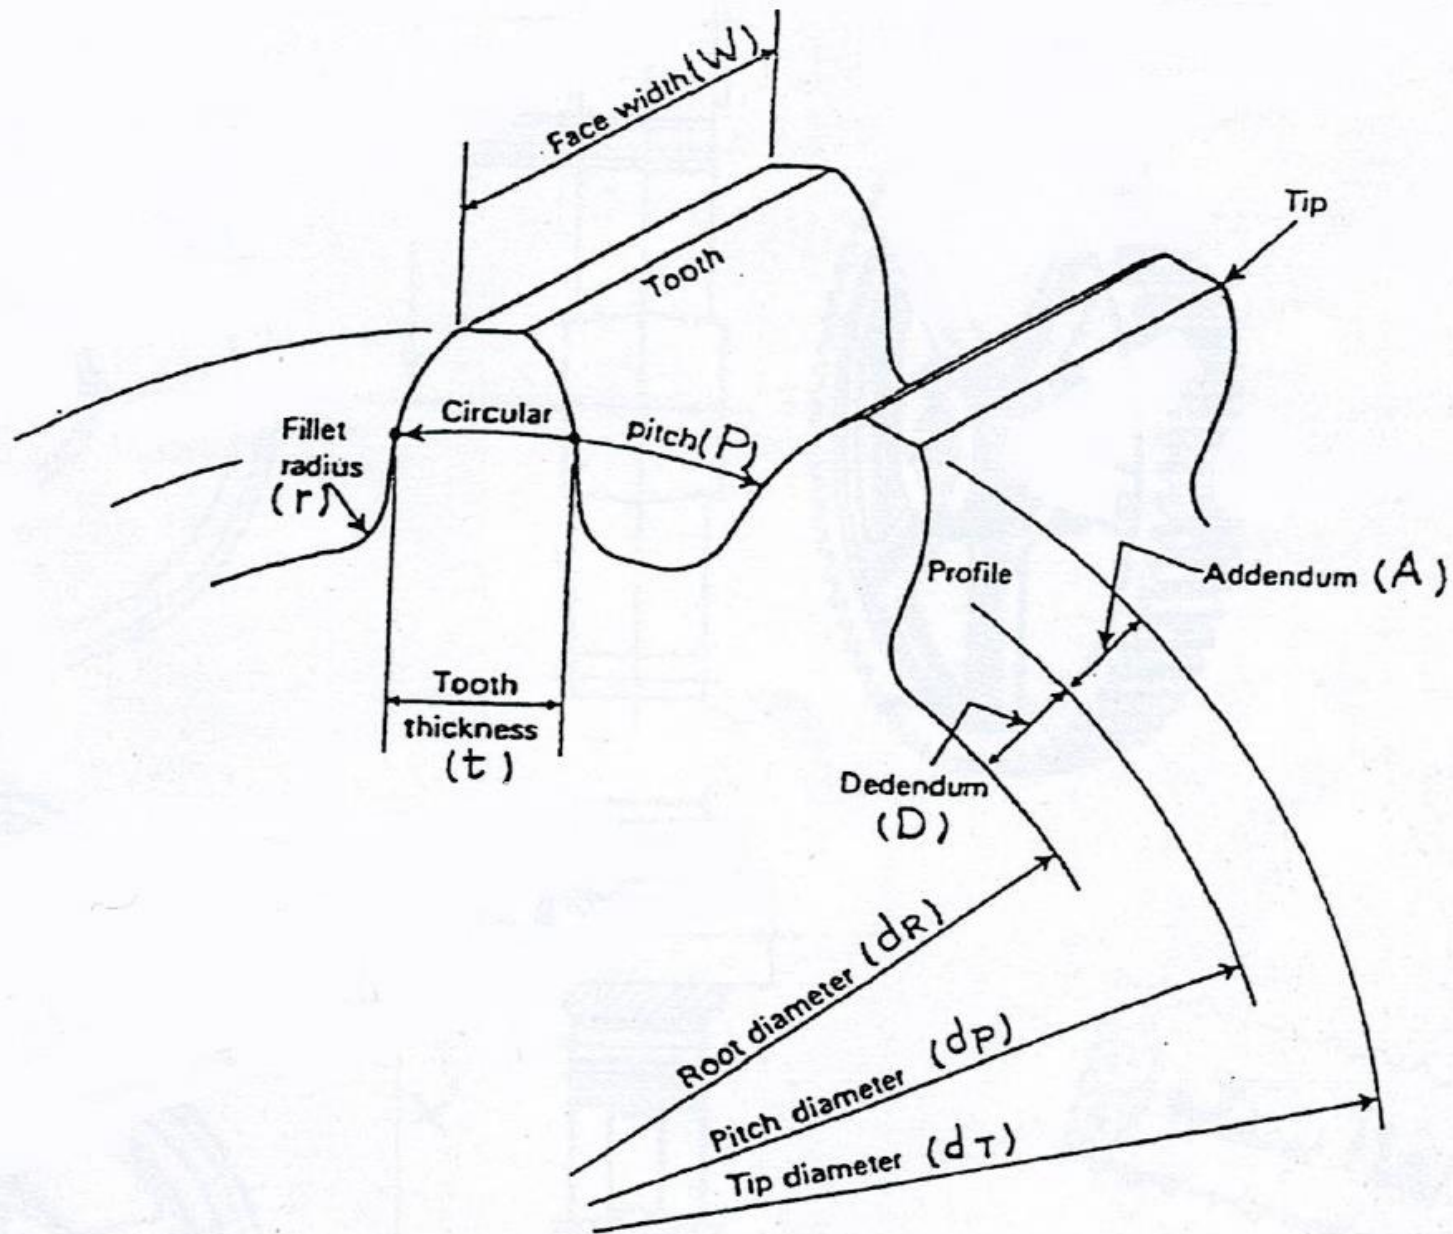 Face width (W)
Tip
Tooth
Circular
pitch (P)
Fillet
radius
(r)
Profile
Addendum (A)
Tooth
thickness
(t)
Dedendum
(D)
Root diameter (dR)
Pitch diameter (dP)
Tip diameter (dT)